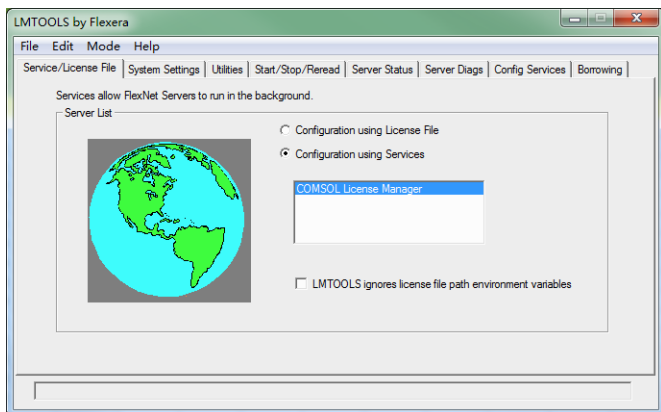 LMTOOLS by Flexera
File Edit Mode Help
Service/License File System Settings Utilities Start/Stop/Reread Server Status Server Diags Config Services Borrowing
Services allow FlexNet Servers to run in the background.
Server List
Configuration using License File
Configuration using Services
COMSOL License Manager
LMTOOLS ignores license file path environment variables